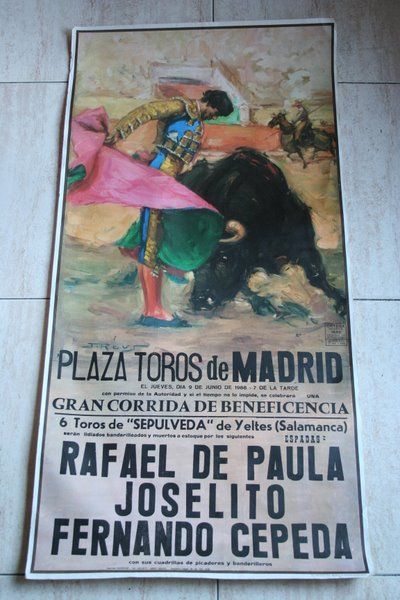 PLAZA TOROS de MADRID
EL JUEVES, DIA 9 DE JUNIO DE 1988 - 7 DE LA TARDE
con permiso de la Autoridad y si el tiempo no lo impide, se celebrará UNA
GRAN CORRIDA DE BENEFICENCIA
6 Toros de "SEPULVEDA" de Yeltes (Salamanca)
serán lidiados banderilleados y muertos a estoque por los siguientes ESPADAS:
RAFAEL DE PAULA
JOSELITO
FERNANDO CEPEDA
con sus cuadrillas de picadores y banderilleros